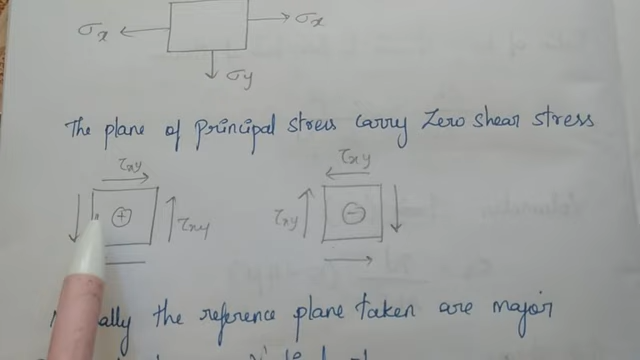 σx σx
σy
The plane of principal stress carry zero shear stress
τxy τxy
+ τxy τxy −
the reference plane taken are major